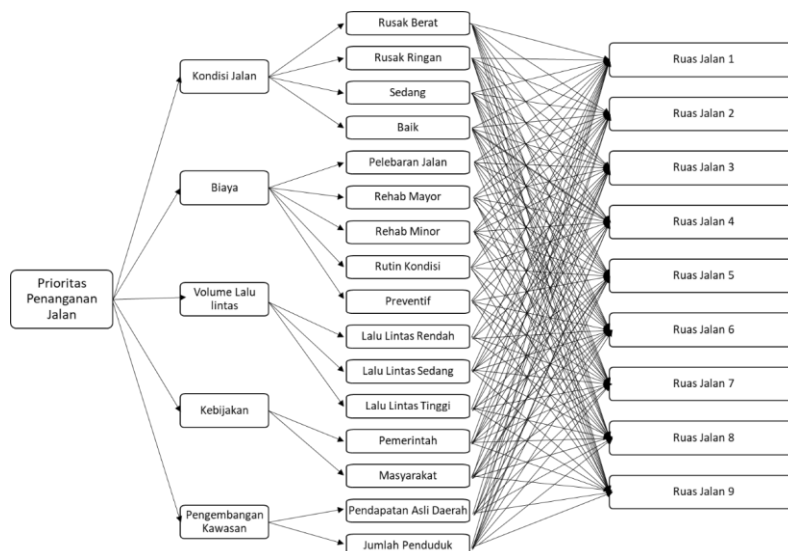 Prioritas
Penanganan
Jalan
Kondisi Jalan
Biaya
Volume Lalu
lintas
Kebijakan
Pengembangan
Kawasan
Rusak Berat
Rusak Ringan
Sedang
Baik
Pelebaran Jalan
Rehab Mayor
Rehab Minor
Rutin Kondisi
Preventif
Lalu Lintas Rendah
Lalu Lintas Sedang
Lalu Lintas Tinggi
Pemerintah
Masyarakat
Pendapatan Asli Daerah
Jumlah Penduduk
Ruas Jalan 1
Ruas Jalan 2
Ruas Jalan 3
Ruas Jalan 4
Ruas Jalan 5
Ruas Jalan 6
Ruas Jalan 7
Ruas Jalan 8
Ruas Jalan 9